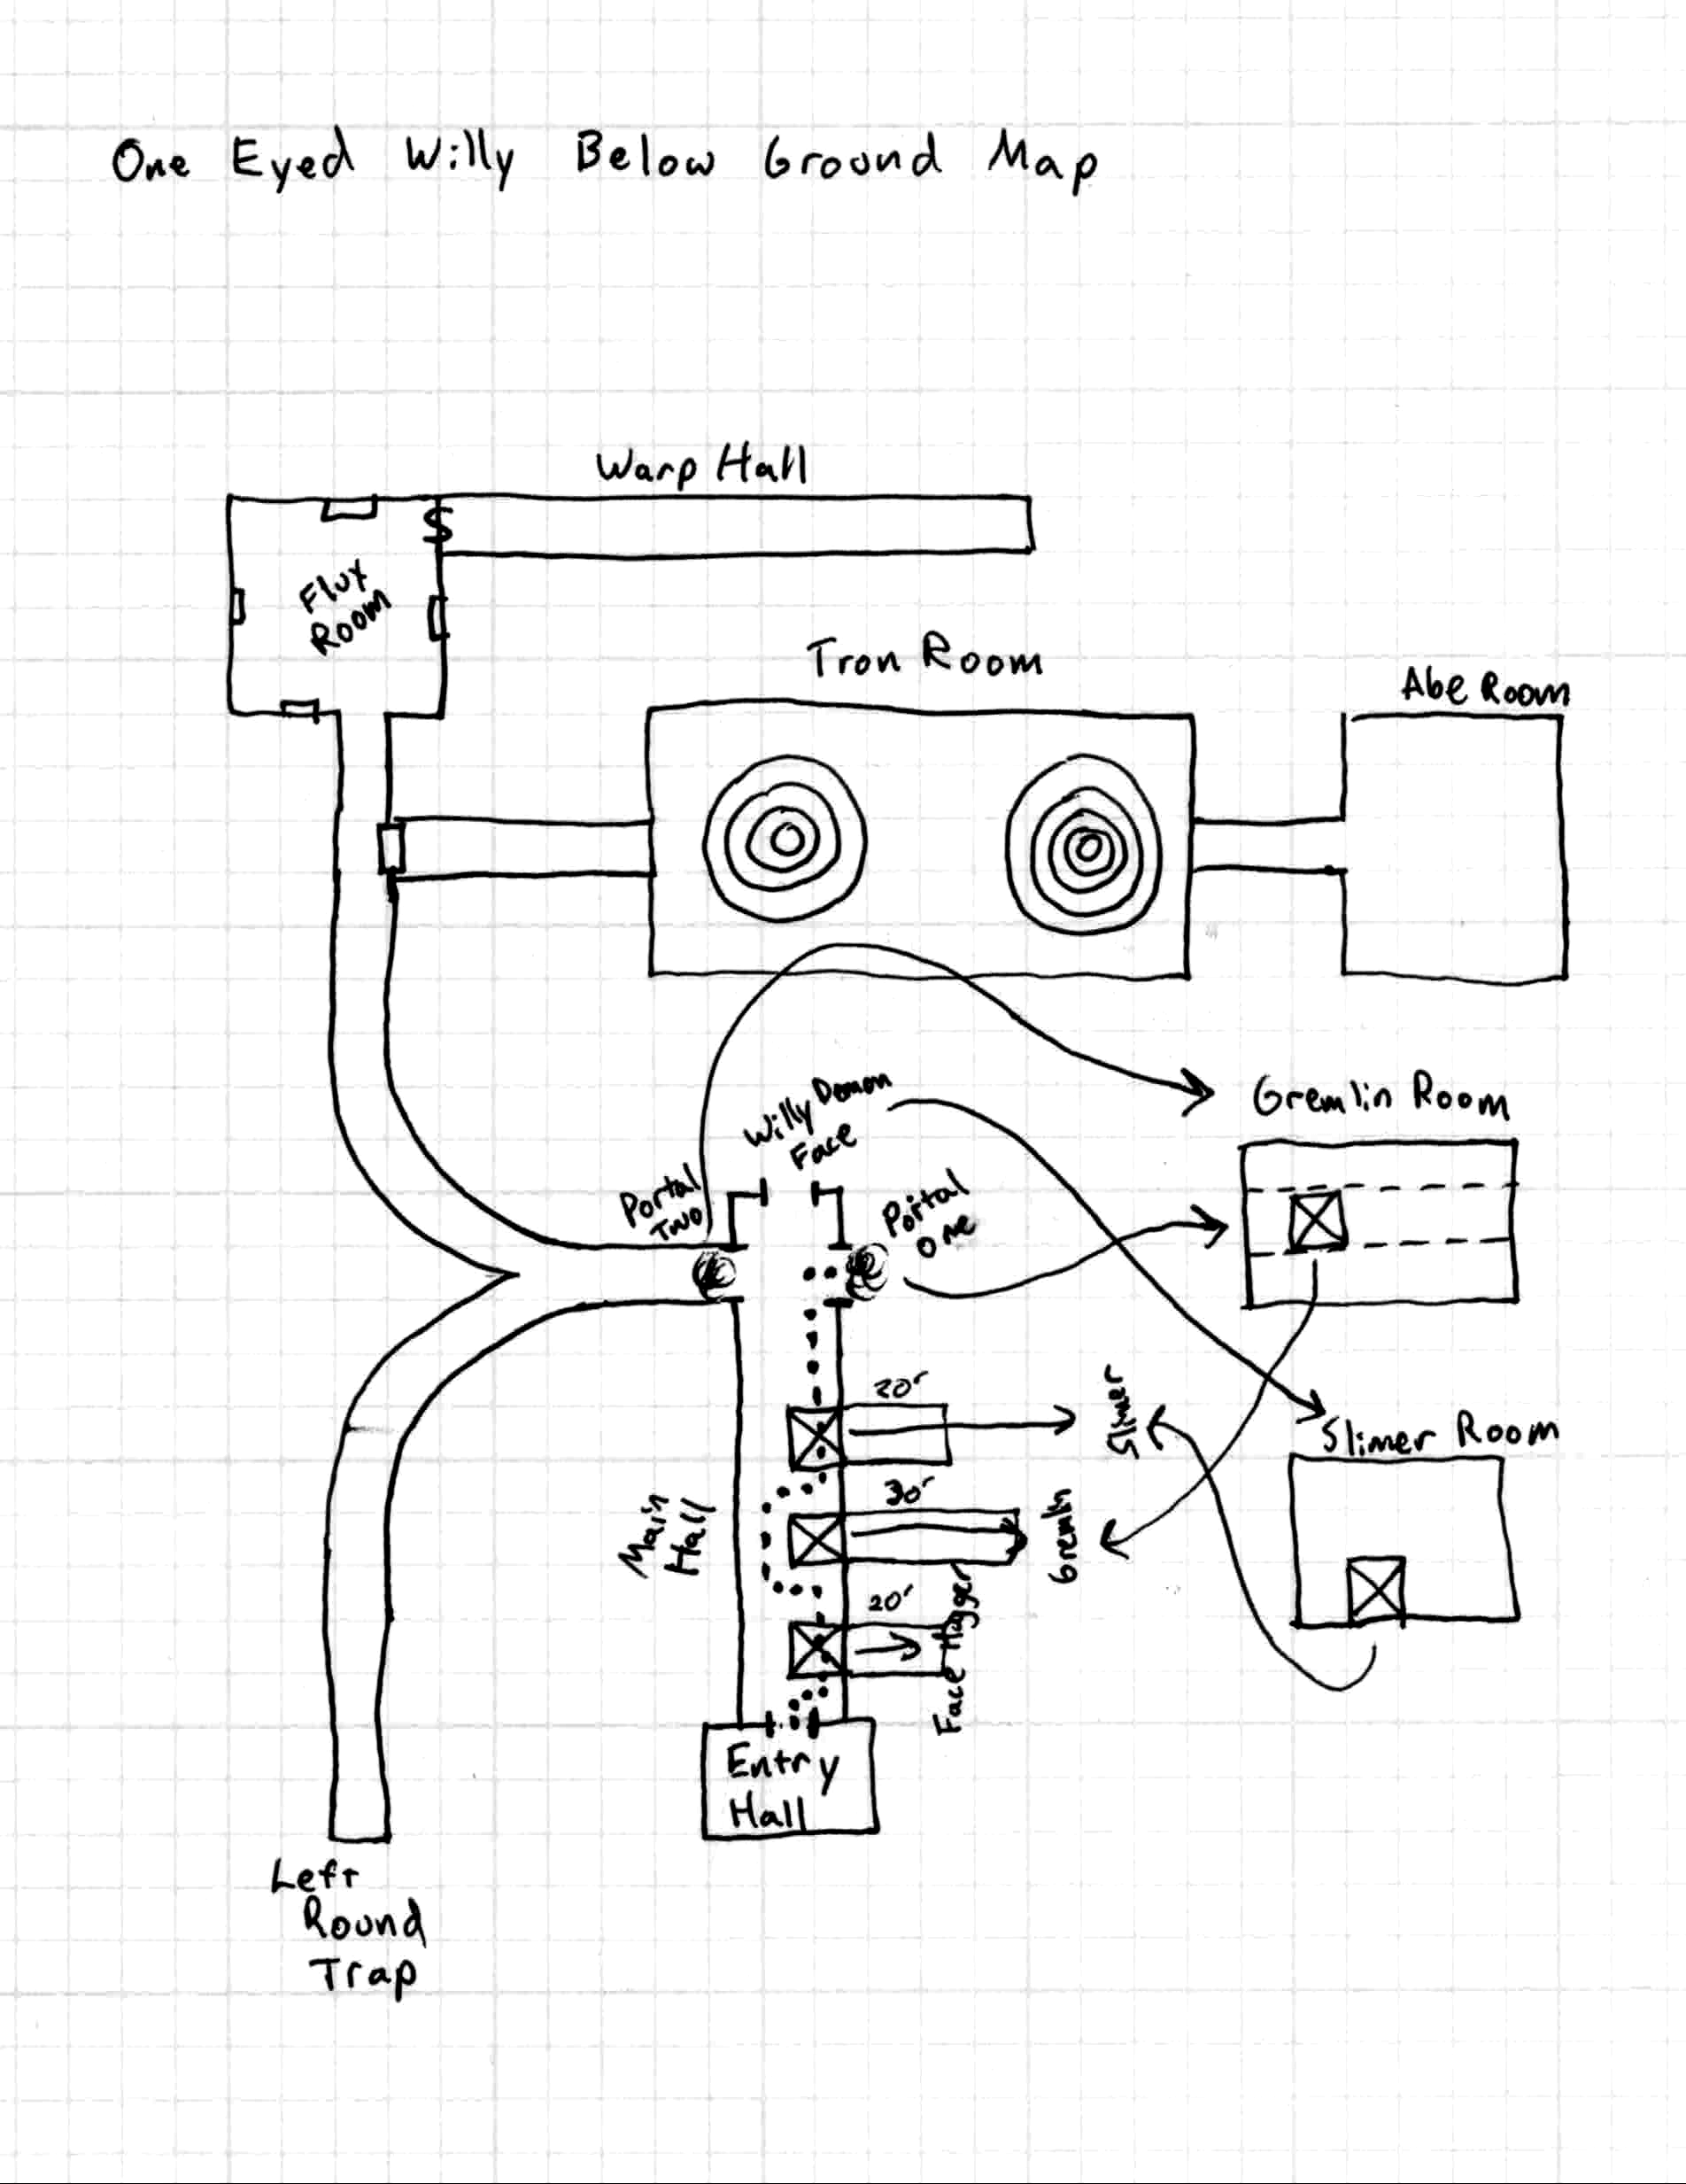 One Eyed Willy Below Ground Map
Warp Hall
$
Flux
Room
Tron Room
Abe Room
Willy Demon
Face
Gremlin Room
Portal
Two
Portal
One
20'
Slimer
Slimer Room
30'
Main
Hall
Gremlin
20'
Face Hugger
Entry
Hall
Left
Round
Trap